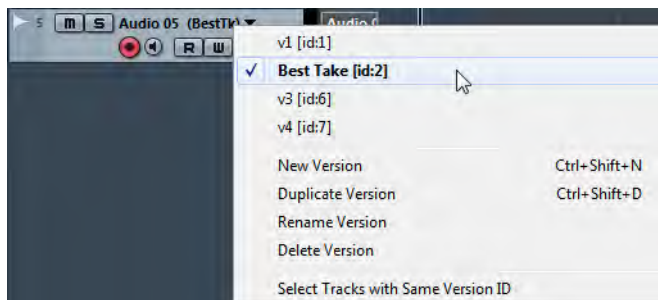 5 m S Audio 05 (BestTk)
R W
v1 [id:1]
Best Take [id:2]
v3 [id:6]
v4 [id:7]
New Version Ctrl+Shift+N
Duplicate Version Ctrl+Shift+D
Rename Version
Delete Version
Select Tracks with Same Version ID